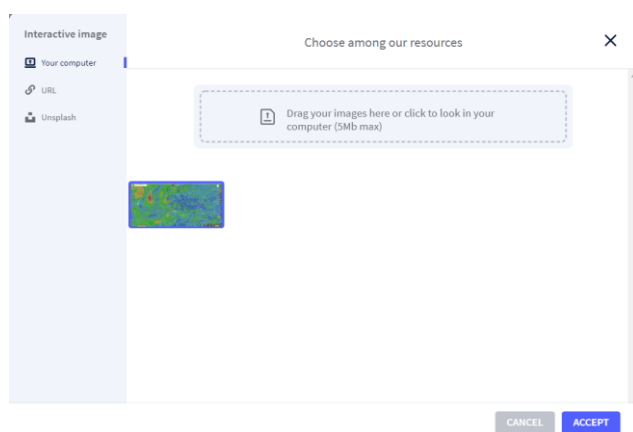 Interactive image
Choose among our resources
Your computer
URL
Unsplash
Drag your images here or click to look in your
computer (5Mb max)
CANCEL
ACCEPT